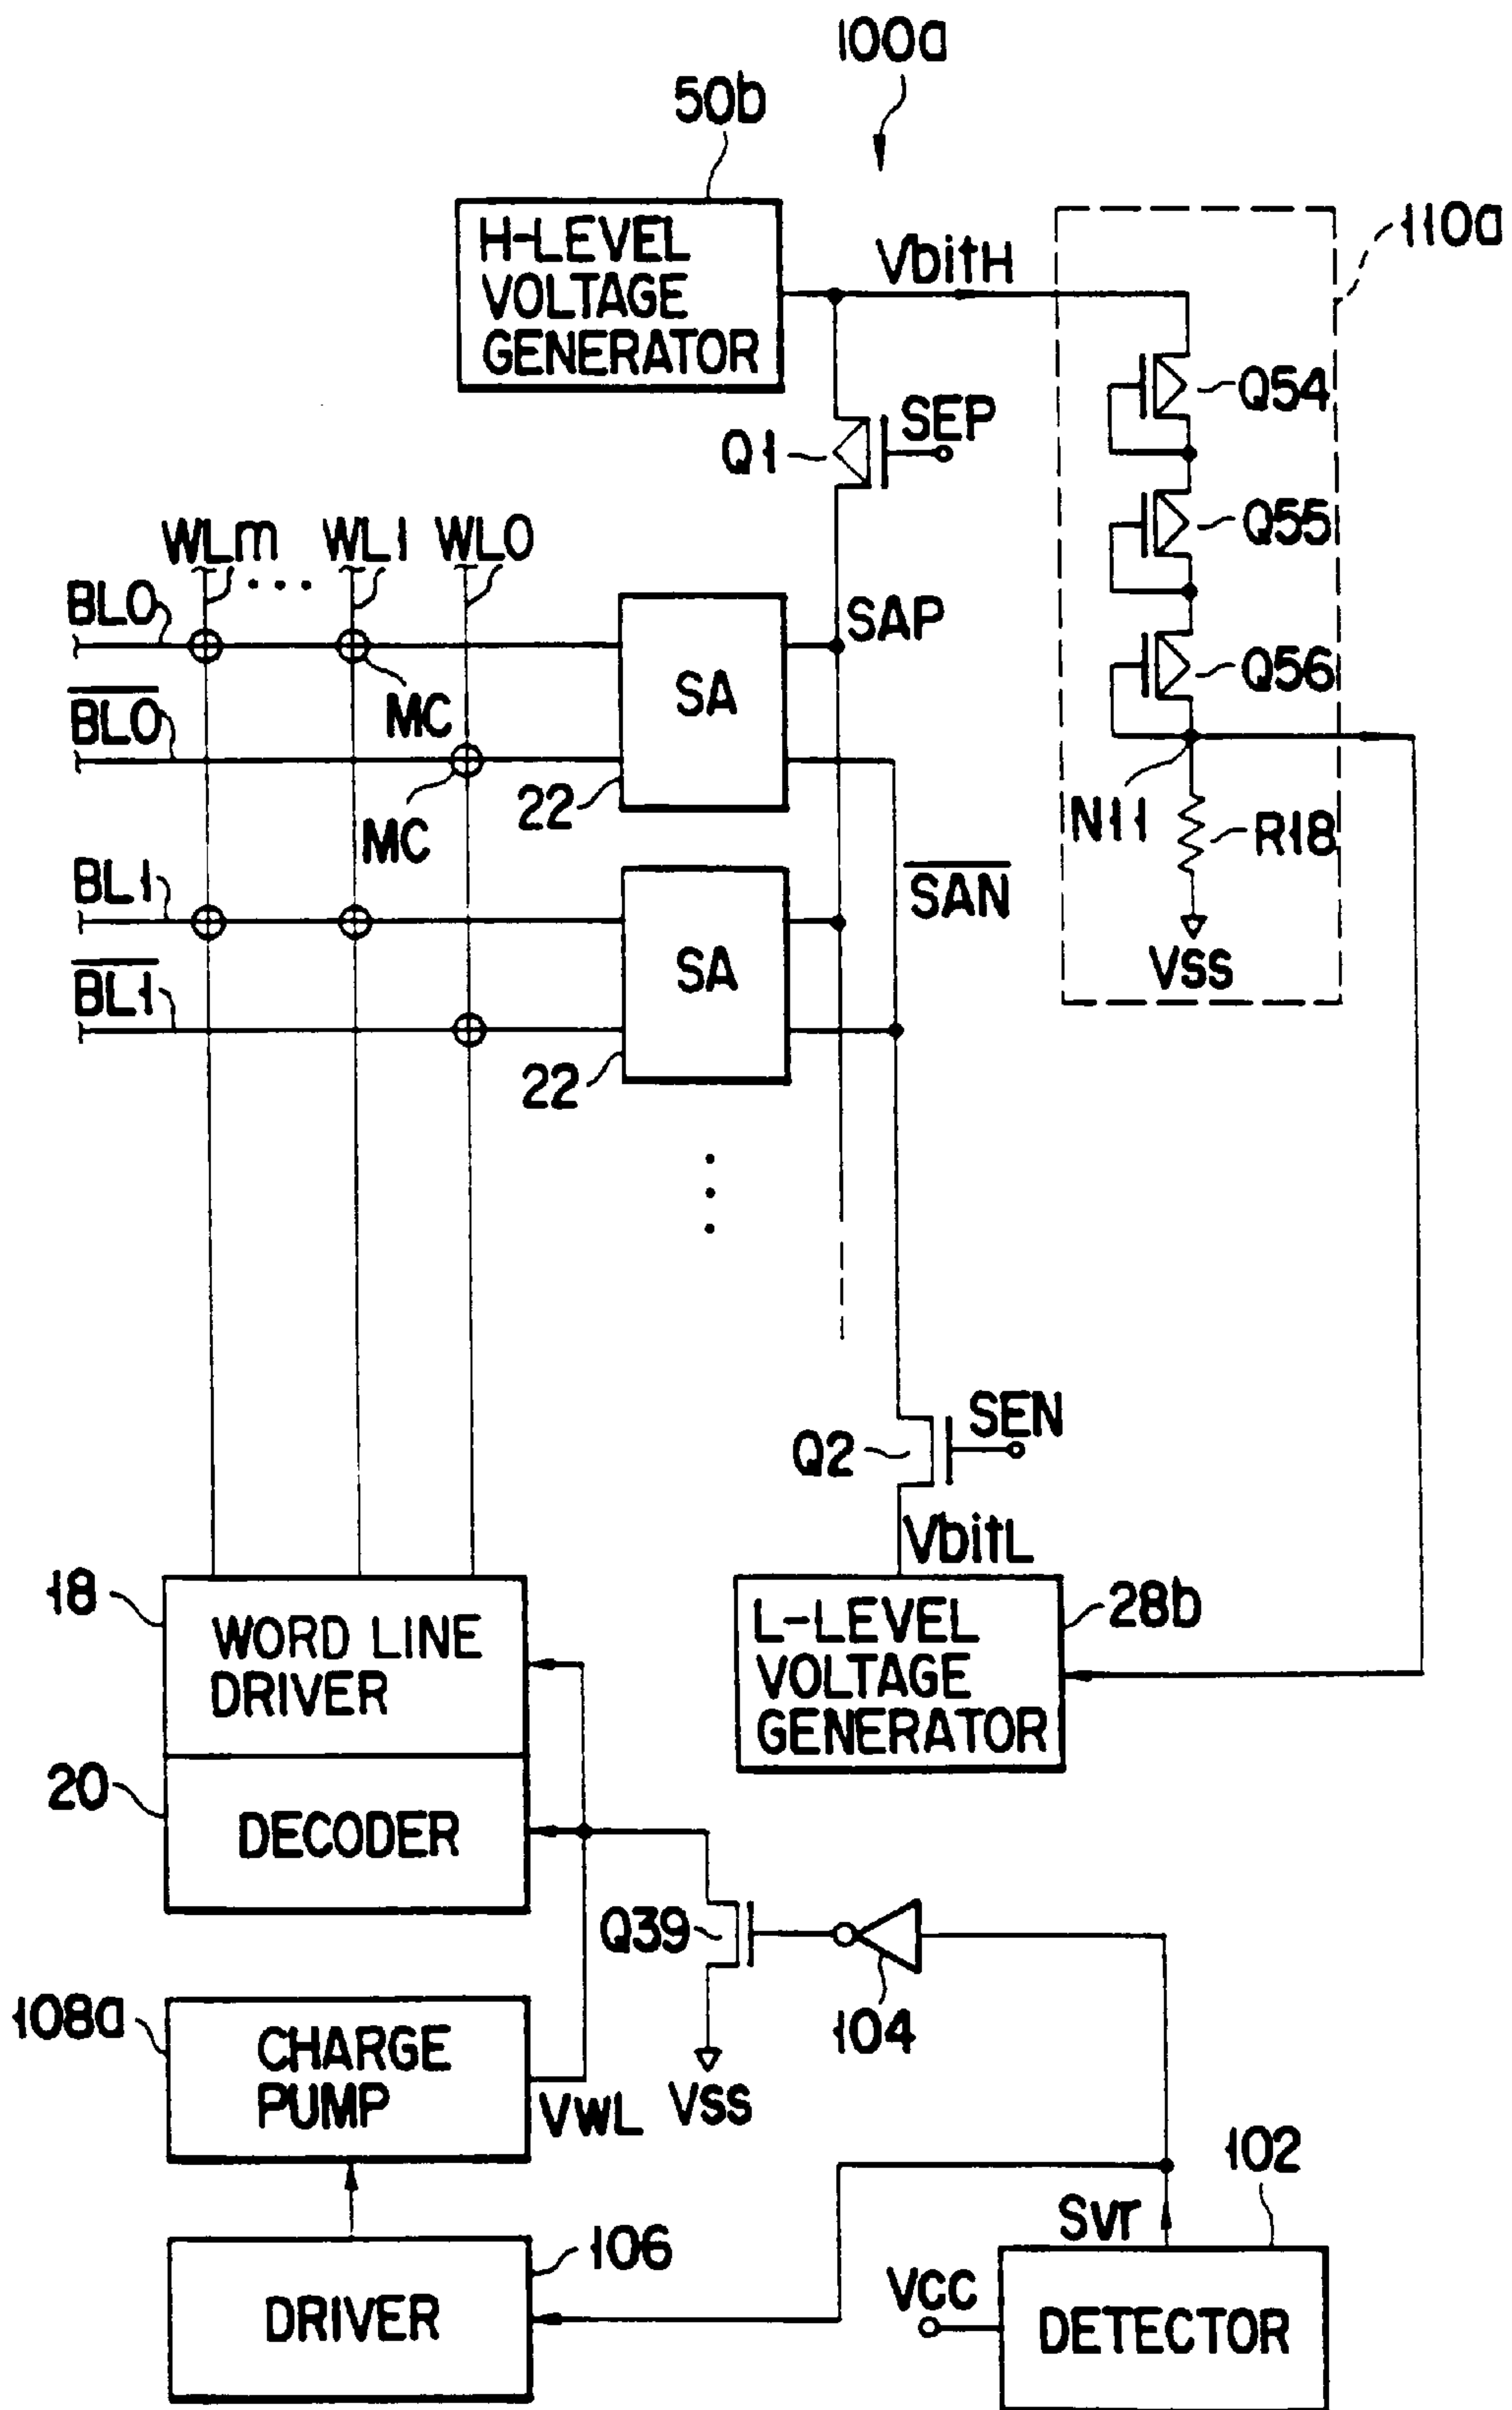 100a
50b
H-LEVEL
VOLTAGE
GENERATOR
VbitH
110a
Q54
Q1
SEP
Q55
WLm
...
WL1
WL0
BL0
SA
SAP
Q56
MC
BL0
22
MC
N11
R18
BL1
SA
SAN
VSS
BL1
22
Q2
SEN
VbitL
18
WORD LINE
DRIVER
L-LEVEL
VOLTAGE
GENERATOR
28b
20
DECODER
Q39
104
108a
CHARGE
PUMP
VWL
VSS
102
Svr
106
DRIVER
VCC
DETECTOR